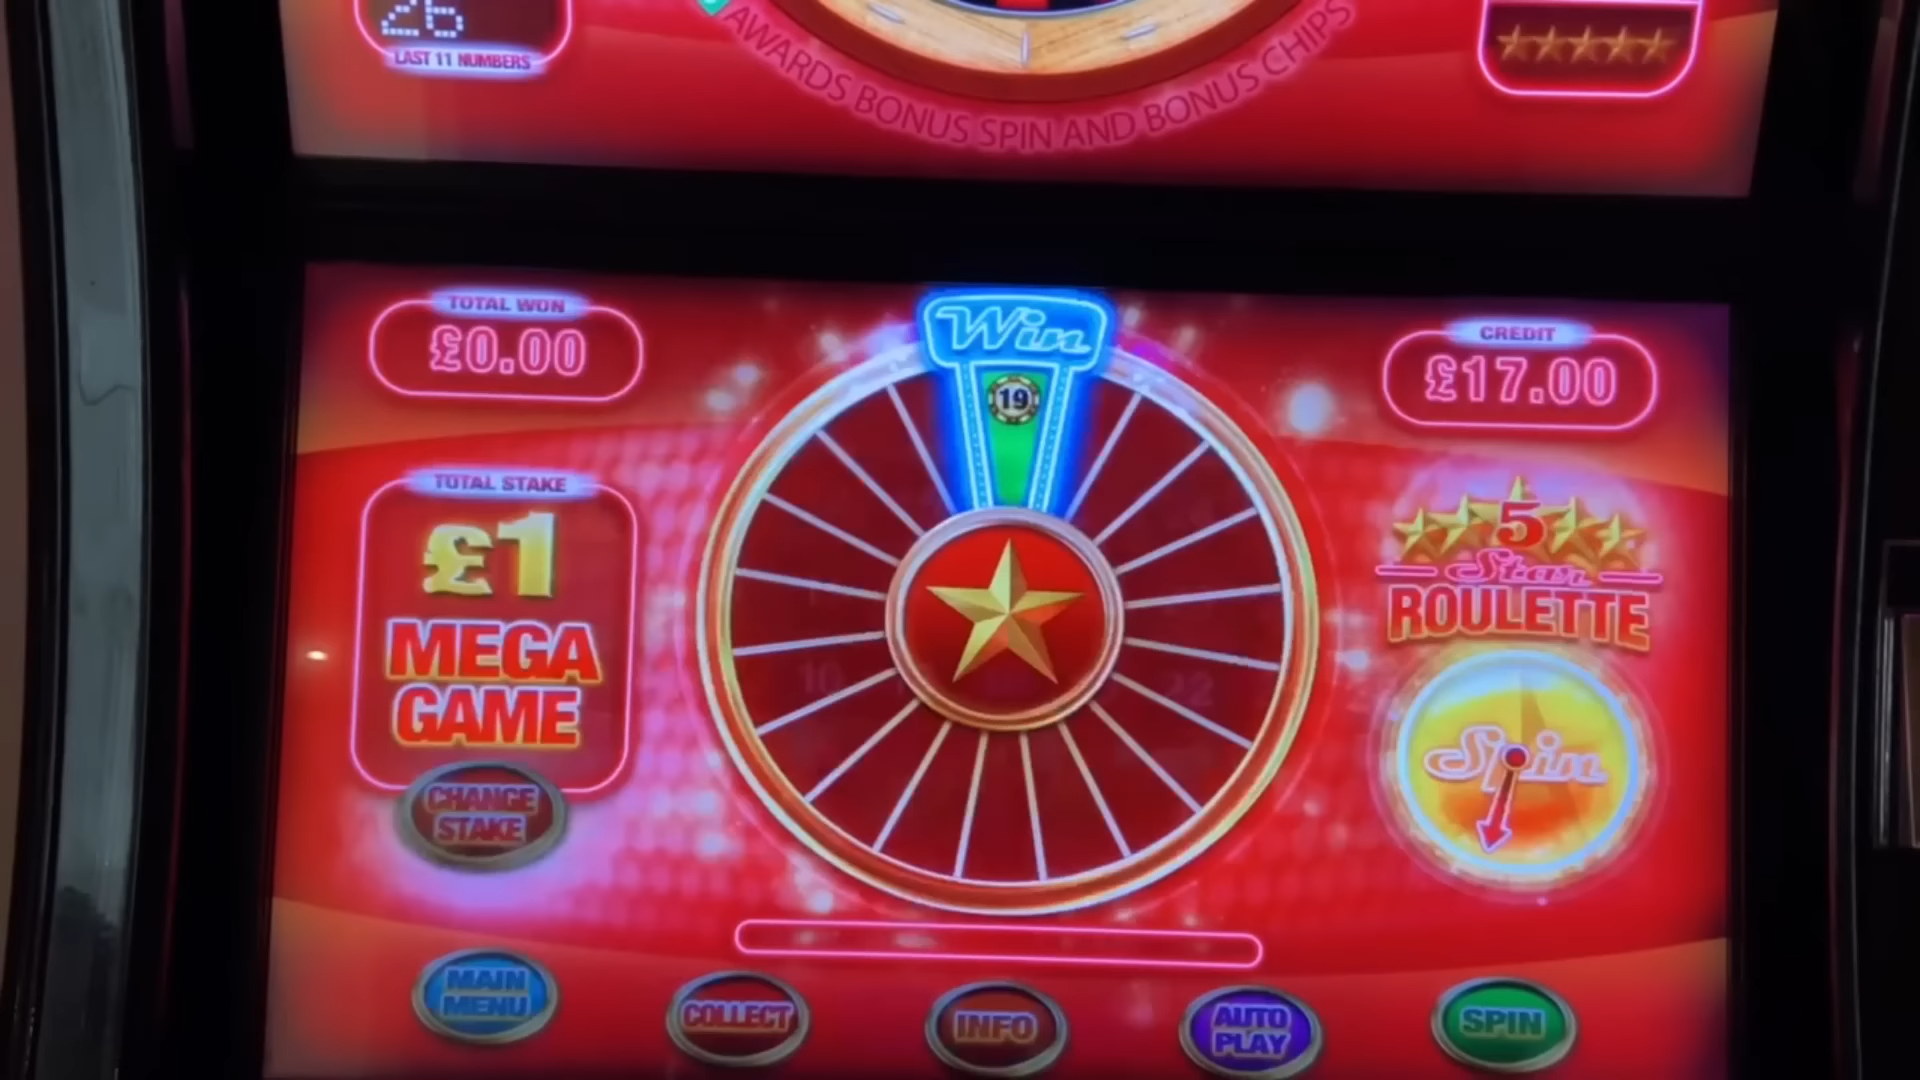 26
LAST 11 NUMBERS
AWARDS BONUS SPIN AND BONUS CHIPS
TOTAL WON
£0.00
Win
19
CREDIT
£17.00
TOTAL STAKE
£1
MEGA
GAME
CHANGE
STAKE
5
Star
ROULETTE
Spin
MAIN
MENU
COLLECT
INFO
AUTO
PLAY
SPIN